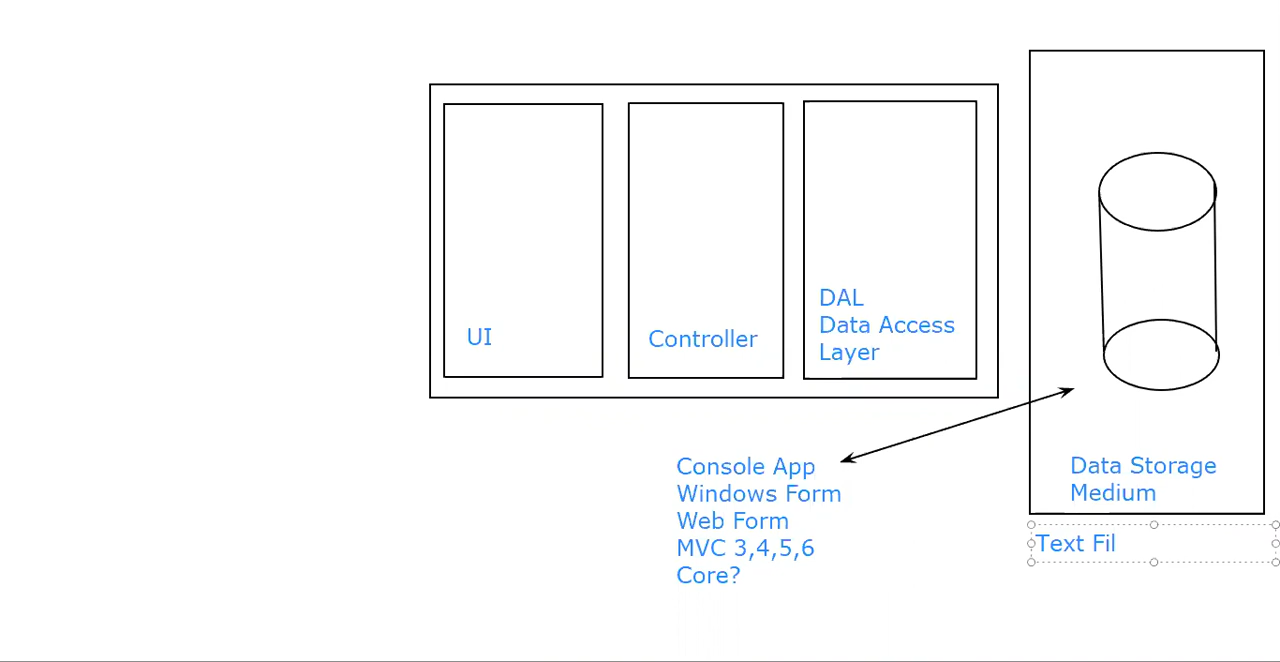 UI
Controller
DAL
Data Access
Layer
Console App
Windows Form
Web Form
MVC 3,4,5,6
Core?
Data Storage
Medium
Text Fil